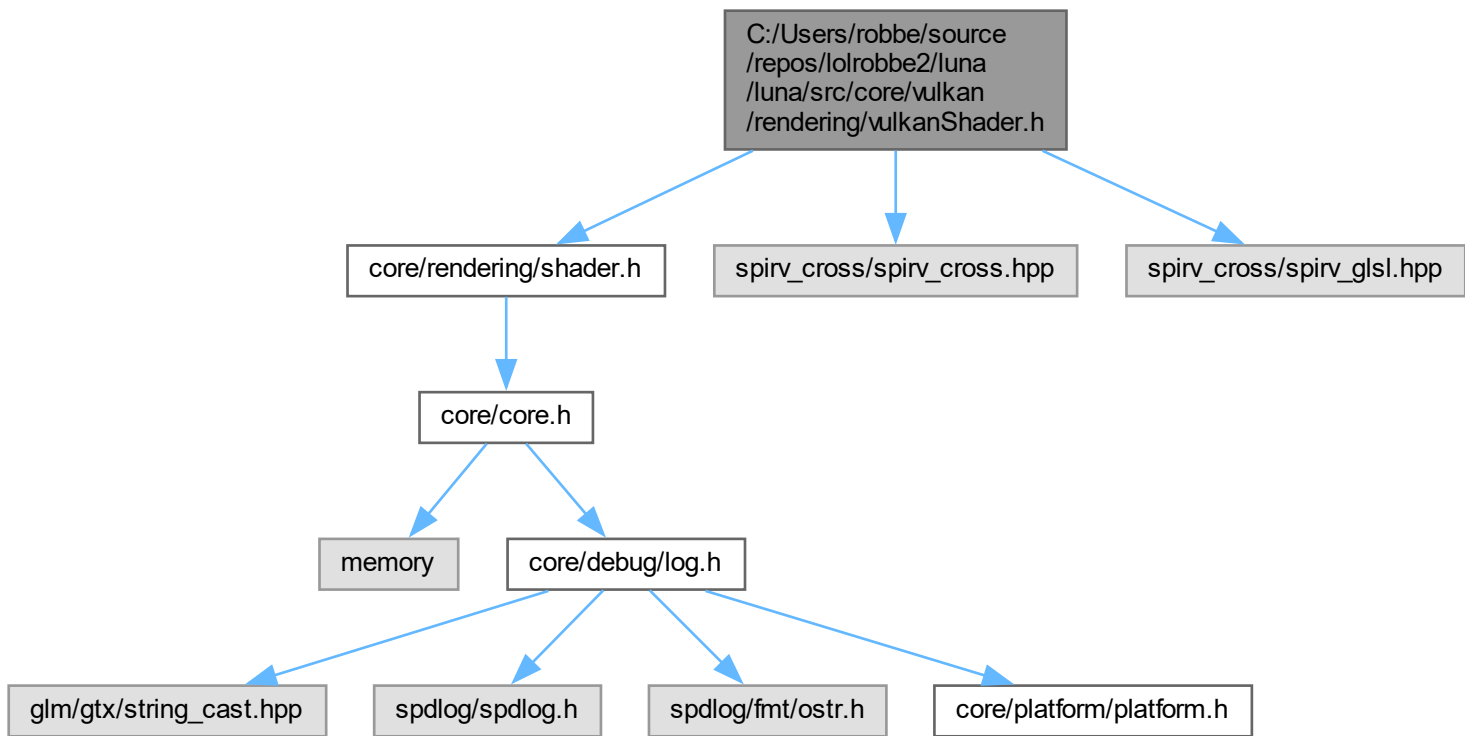 C:/Users/robbe/source
/repos/lolrobbe2/luna
/luna/src/core/vulkan
/rendering/vulkanShader.h
core/rendering/shader.h
spirv_cross/spirv_cross.hpp
spirv_cross/spirv_glsl.hpp
core/core.h
memory
core/debug/log.h
glm/gtx/string_cast.hpp
spdlog/spdlog.h
spdlog/fmt/ostr.h
core/platform/platform.h